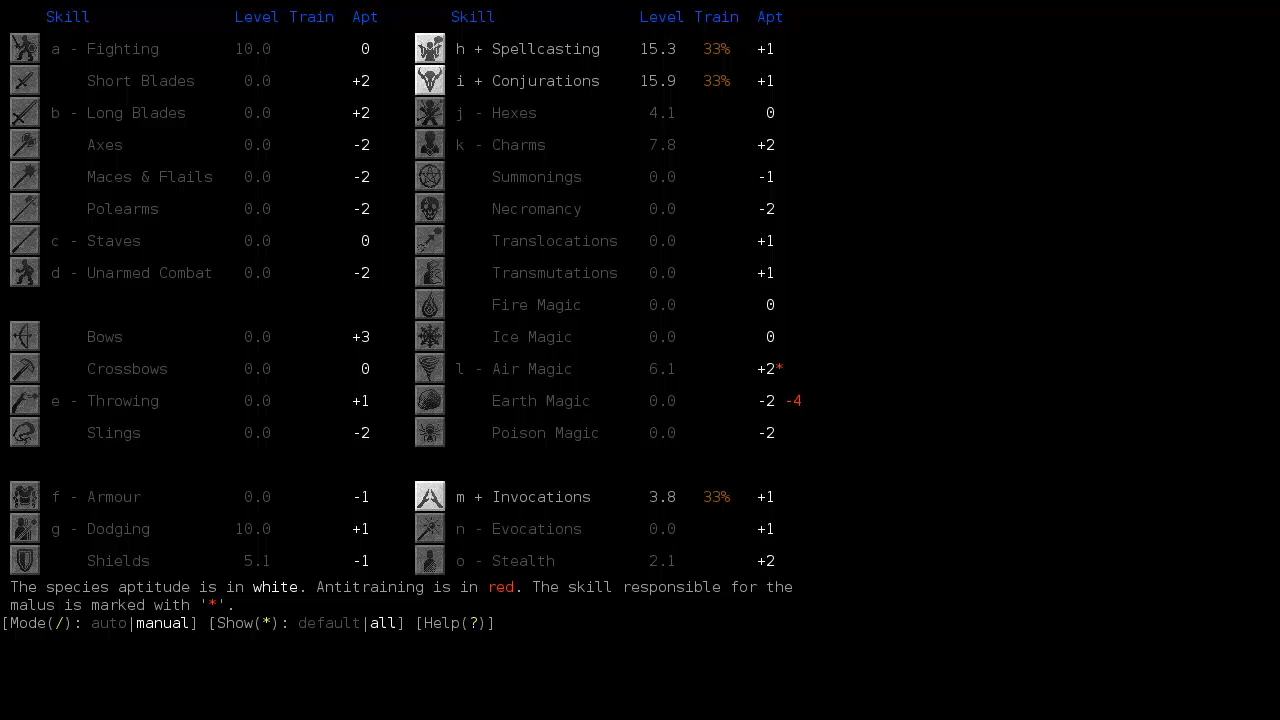 Skill Level Train Apt Skill Level Train Apt
a - Fighting 10.0 0 h + Spellcasting 15.3 33% +1
Short Blades 0.0 +2 i + Conjurations 15.9 33% +1
b - Long Blades 0.0 +2 j - Hexes 4.1 0
Axes 0.0 -2 k - Charms 7.8 +2
Maces & Flails 0.0 -2 Summonings 0.0 -1
Polearms 0.0 -2 Necromancy 0.0 -2
c - Staves 0.0 0 Translocations 0.0 +1
d - Unarmed Combat 0.0 -2 Transmutations 0.0 +1
Fire Magic 0.0 0
Bows 0.0 +3 Ice Magic 0.0 0
Crossbows 0.0 0 l - Air Magic 6.1 +2*
e - Throwing 0.0 +1 Earth Magic 0.0 -2 -4
Slings 0.0 -2 Poison Magic 0.0 -2
f - Armour 0.0 -1 m + Invocations 3.8 33% +1
g - Dodging 10.0 +1 n - Evocations 0.0 +1
Shields 5.1 -1 o - Stealth 2.1 +2
The species aptitude is in white. Antitraining is in red. The skill responsible for the
malus is marked with '*'.
[Mode(/): auto|manual] [Show(*): default|all] [Help(?)]